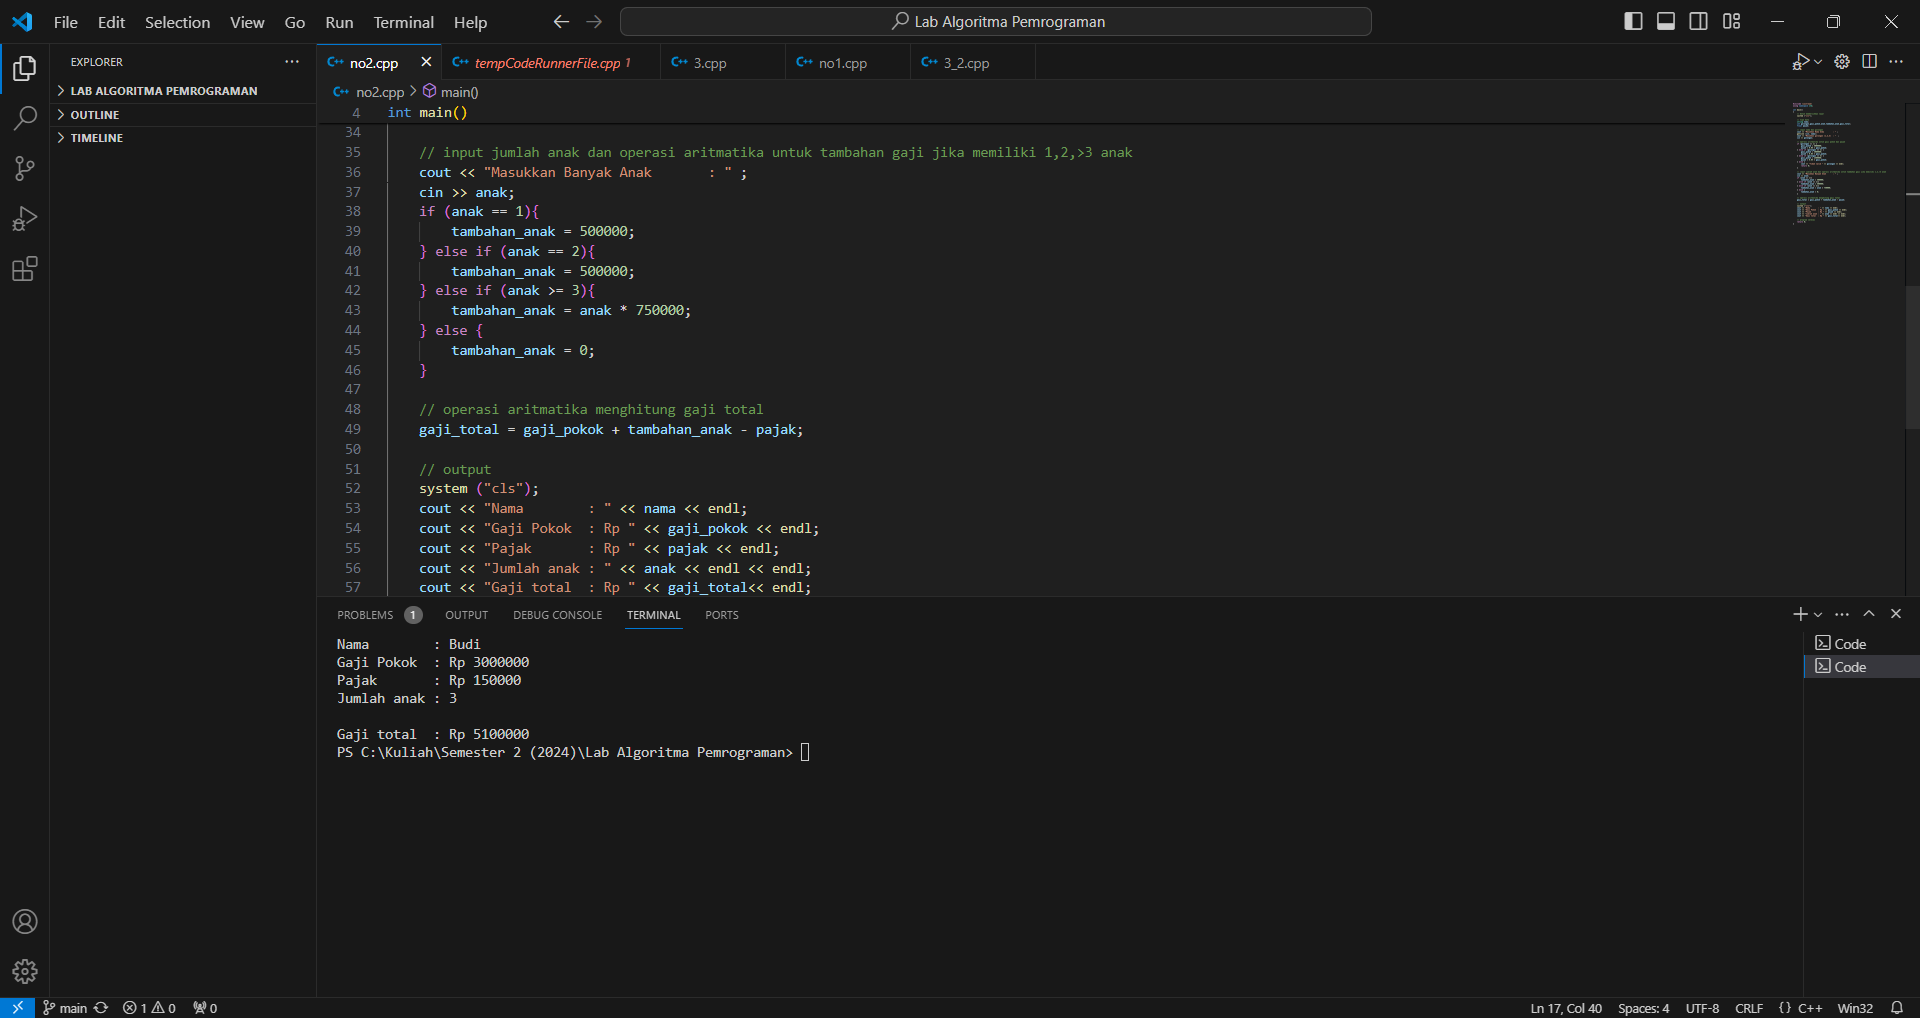 File Edit Selection View Go Run Terminal Help
Lab Algoritma Pemrograman
EXPLORER
LAB ALGORITMA PEMROGRAMAN
OUTLINE
TIMELINE
C++ no2.cpp
C++ tempCodeRunnerFile.cpp 1
C++ 3.cpp
C++ no1.cpp
C++ 3_2.cpp
C++ no2.cpp > main()
4 int main()
34
35 // input jumlah anak dan operasi aritmatika untuk tambahan gaji jika memiliki 1,2,>3 anak
36 cout << "Masukkan Banyak Anak       : " ;
37 cin >> anak;
38 if (anak == 1){
39 tambahan_anak = 500000;
40 } else if (anak == 2){
41 tambahan_anak = 500000;
42 } else if (anak >= 3){
43 tambahan_anak = anak * 750000;
44 } else {
45 tambahan_anak = 0;
46 }
47
48 // operasi aritmatika menghitung gaji total
49 gaji_total = gaji_pokok + tambahan_anak - pajak;
50
51 // output
52 system ("cls");
53 cout << "Nama        : " << nama << endl;
54 cout << "Gaji Pokok  : Rp " << gaji_pokok << endl;
55 cout << "Pajak       : Rp " << pajak << endl;
56 cout << "Jumlah anak : " << anak << endl << endl;
57 cout << "Gaji total  : Rp " << gaji_total<< endl;
PROBLEMS 1 OUTPUT DEBUG CONSOLE TERMINAL PORTS
Nama        : Budi
Gaji Pokok  : Rp 3000000
Pajak       : Rp 150000
Jumlah anak : 3

Gaji total  : Rp 5100000
PS C:\Kuliah\Semester 2 (2024)\Lab Algoritma Pemrograman>
Code
Code
main 1 0 0
Ln 17, Col 40 Spaces: 4 UTF-8 CRLF {} C++ Win32